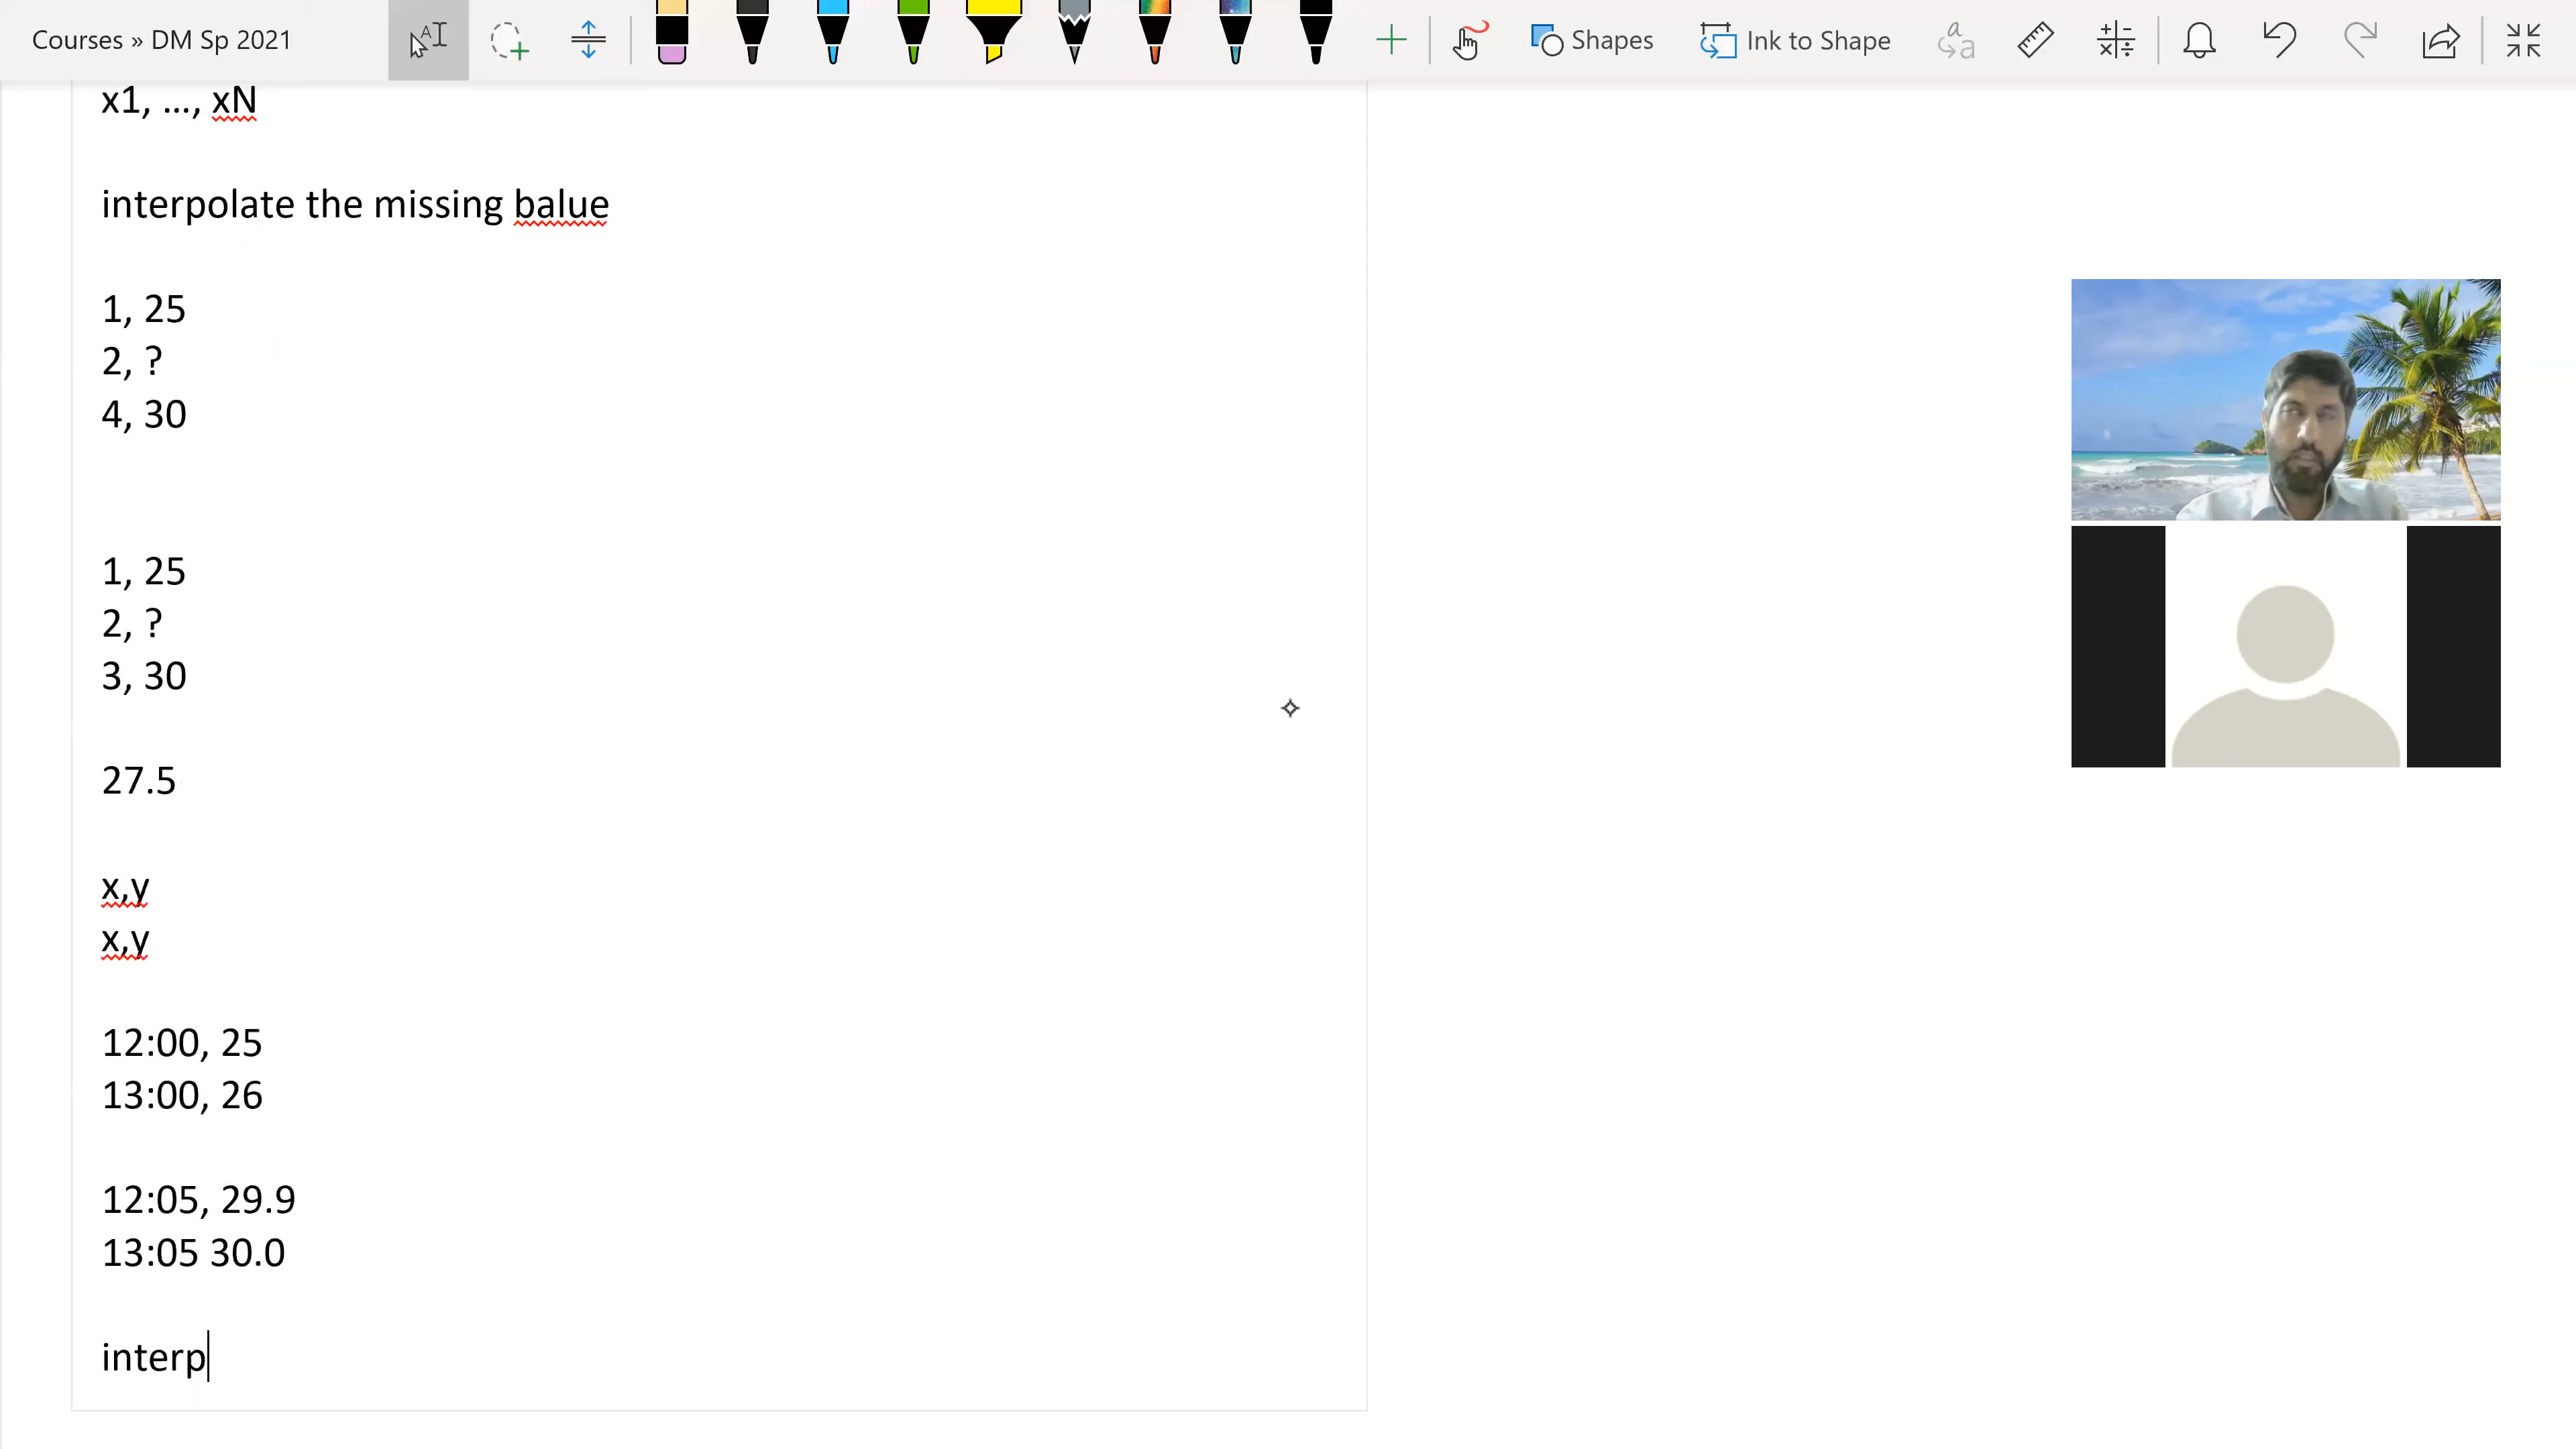 Courses » DM Sp 2021
Shapes
Ink to Shape
x1, ..., xN
interpolate the missing balue
1, 25
2, ?
4, 30
1, 25
2, ?
3, 30
27.5
x,y
x,y
12:00, 25
13:00, 26
12:05, 29.9
13:05 30.0
interp